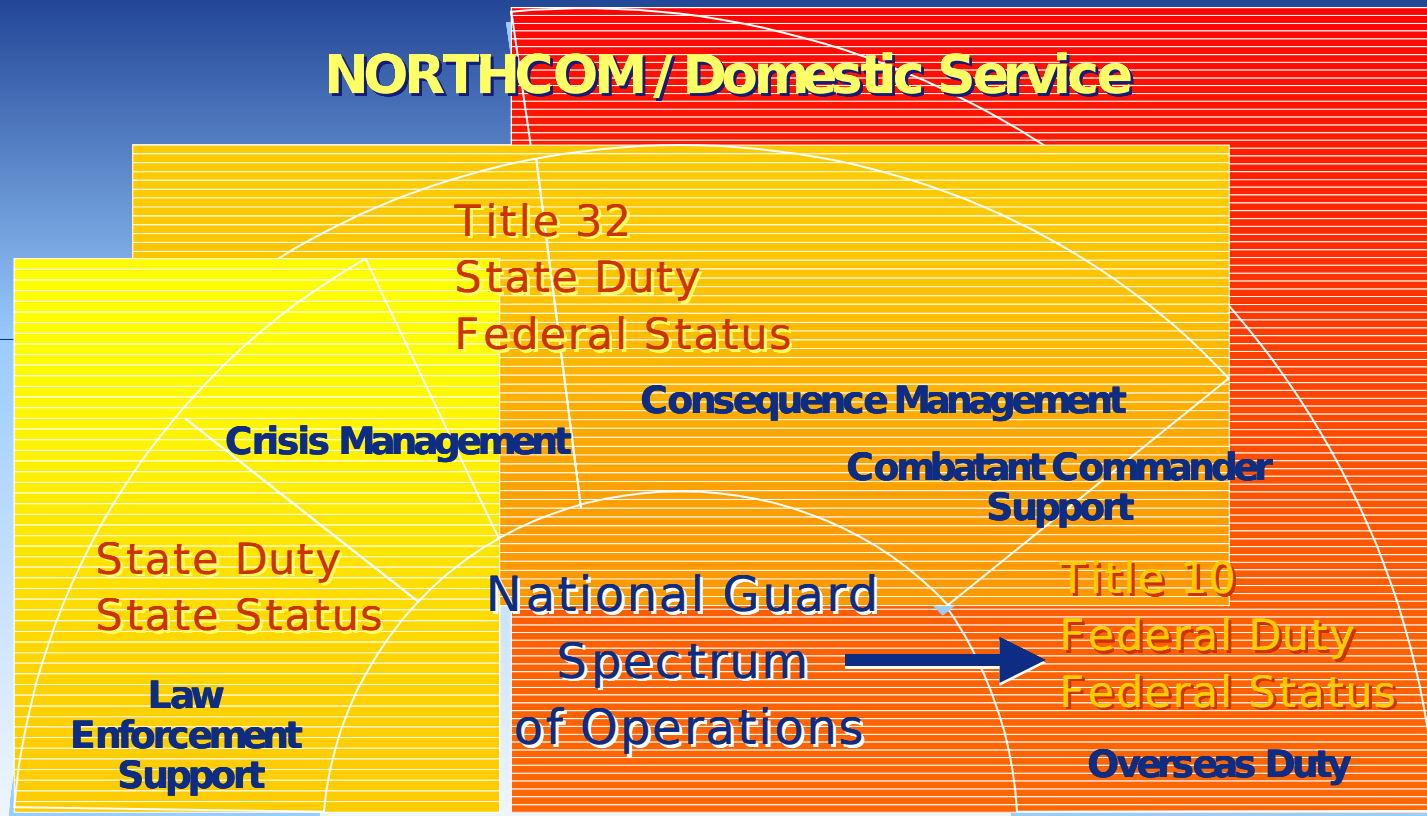 NORTHCOM / Domestic Service
Title 32
State Duty
Federal Status
Consequence Management
Crisis Management
Combatant Commander
Support
State Duty
State Status
National Guard
Spectrum
of Operations
Title 10
Federal Duty
Federal Status
Law
Enforcement
Support
Overseas Duty